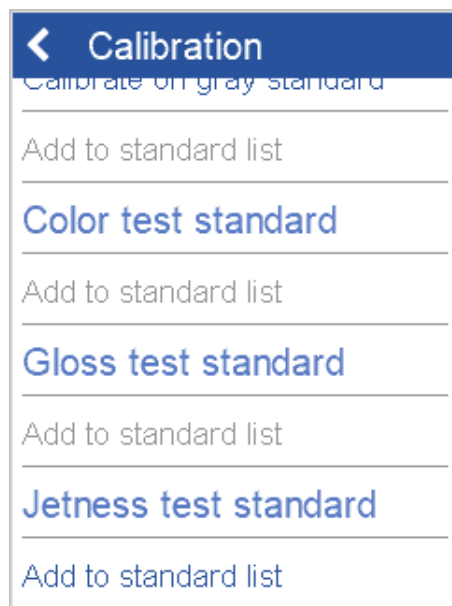 Calibration
Calibrate on gray standard
Add to standard list
Color test standard
Add to standard list
Gloss test standard
Add to standard list
Jetness test standard
Add to standard list